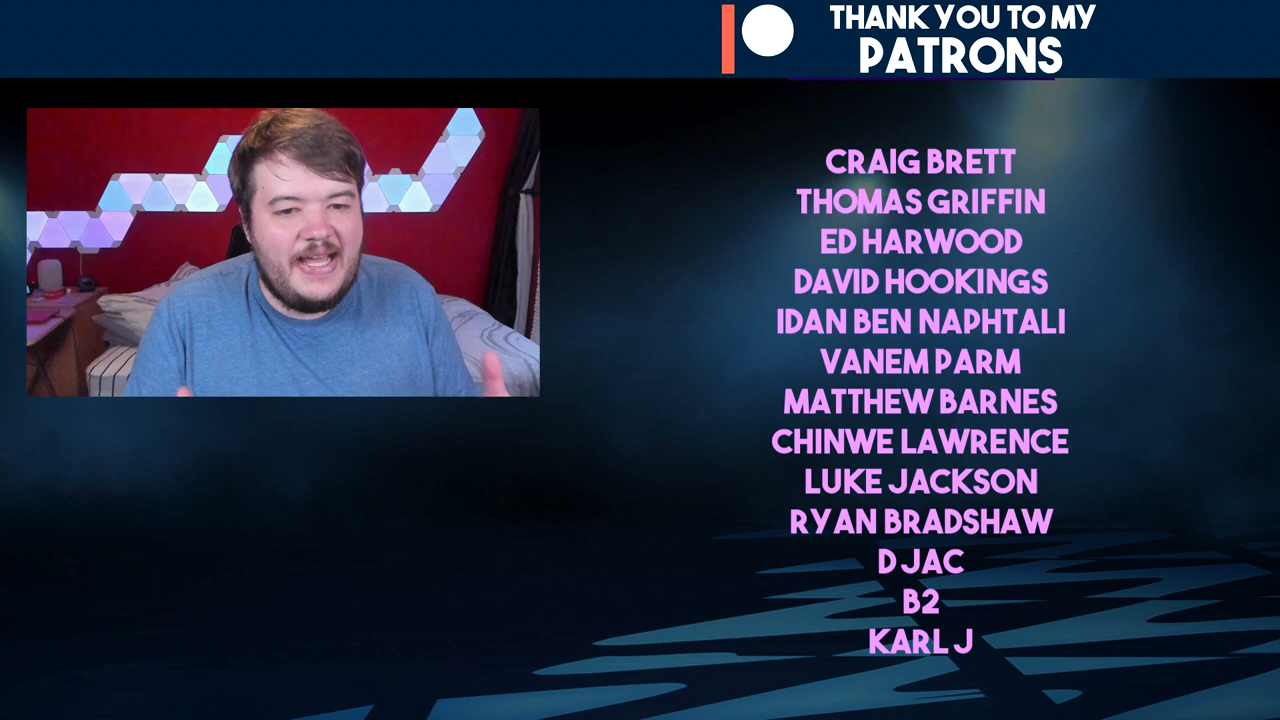 THANK YOU TO MY
PATRONS
CRAIG BRETT
THOMAS GRIFFIN
ED HARWOOD
DAVID HOOKINGS
IDAN BEN NAPHTALI
VANEM PARM
MATTHEW BARNES
CHINWE LAWRENCE
LUKE JACKSON
RYAN BRADSHAW
DJAC
B2
KARL J